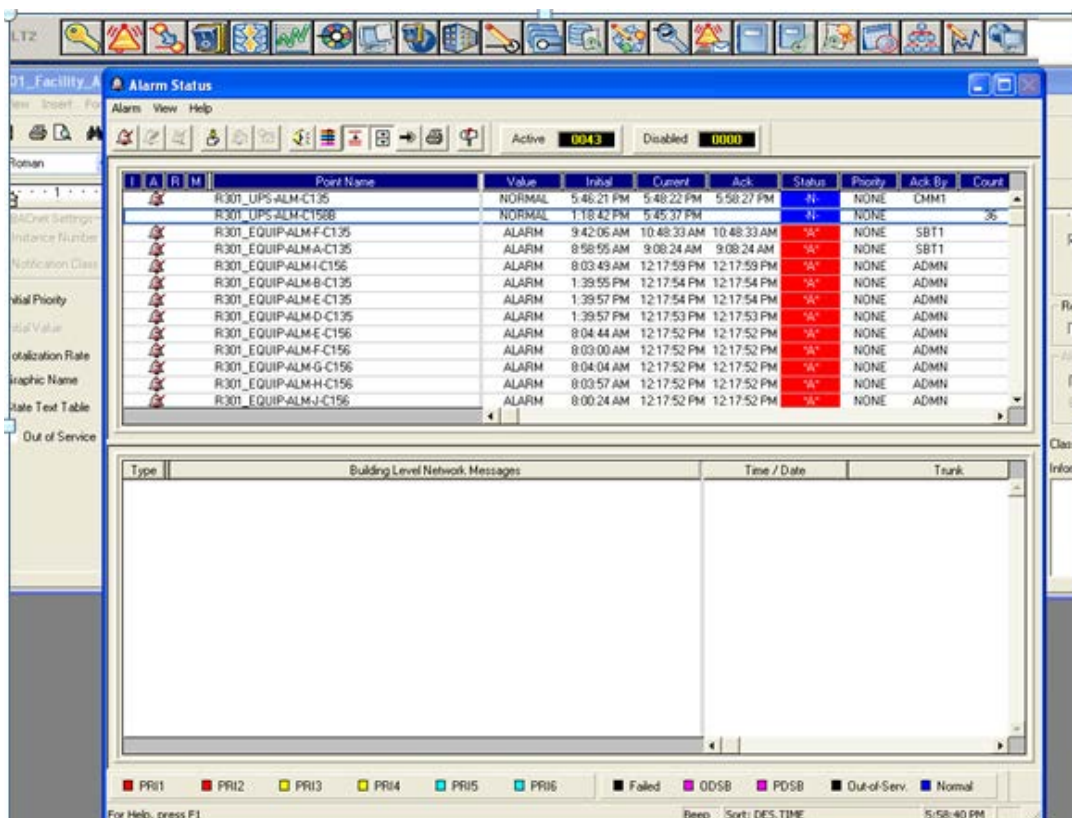 LTZ
01_Facility_A
Alarm Status
View Insert For
Alarm View Help
Active 0043 Disabled 0000
Roman
1
I A R M Point Name Value Initial Current Ack Status Priority Ack By Count
R301_UPS-ALM-C135 NORMAL 5:46:21 PM 5:48:22 PM 5:58:27 PM -N- NONE CMM1
R301_UPS-ALM-C158B NORMAL 1:18:42 PM 5:45:37 PM -N- NONE 36
R301_EQUIP-ALM-F-C135 ALARM 9:42:06 AM 10:48:33 AM 10:48:33 AM *A* NONE SBT1
R301_EQUIP-ALM-A-C135 ALARM 8:58:55 AM 9:08:24 AM 9:08:24 AM *A* NONE SBT1
R301_EQUIP-ALM-I-C156 ALARM 8:03:49 AM 12:17:59 PM 12:17:59 PM *A* NONE ADMN
R301_EQUIP-ALM-B-C135 ALARM 1:39:55 PM 12:17:54 PM 12:17:54 PM *A* NONE ADMN
R301_EQUIP-ALM-E-C135 ALARM 1:39:57 PM 12:17:54 PM 12:17:54 PM *A* NONE ADMN
R301_EQUIP-ALM-D-C135 ALARM 1:39:57 PM 12:17:53 PM 12:17:53 PM *A* NONE ADMN
R301_EQUIP-ALM-E-C156 ALARM 8:04:44 AM 12:17:52 PM 12:17:52 PM *A* NONE ADMN
R301_EQUIP-ALM-F-C156 ALARM 8:03:00 AM 12:17:52 PM 12:17:52 PM *A* NONE ADMN
R301_EQUIP-ALM-G-C156 ALARM 8:04:04 AM 12:17:52 PM 12:17:52 PM *A* NONE ADMN
R301_EQUIP-ALM-H-C156 ALARM 8:03:57 AM 12:17:52 PM 12:17:52 PM *A* NONE ADMN
R301_EQUIP-ALM-J-C156 ALARM 8:00:24 AM 12:17:52 PM 12:17:52 PM *A* NONE ADMN
BACnet Settings
Instance Number
Notification Class
itial Priority
itial Value
otalization Rate
raphic Name
tate Text Table
Out of Service
Clas
Infor
Type Building Level Network Messages Time / Date Trunk
PRI1 PRI2 PRI3 PRI4 PRI5 PRI6 Failed ODSB PDSB Out-of-Serv. Normal
For Help, press F1 Beep Sort: DES,TIME 5:58:40 PM